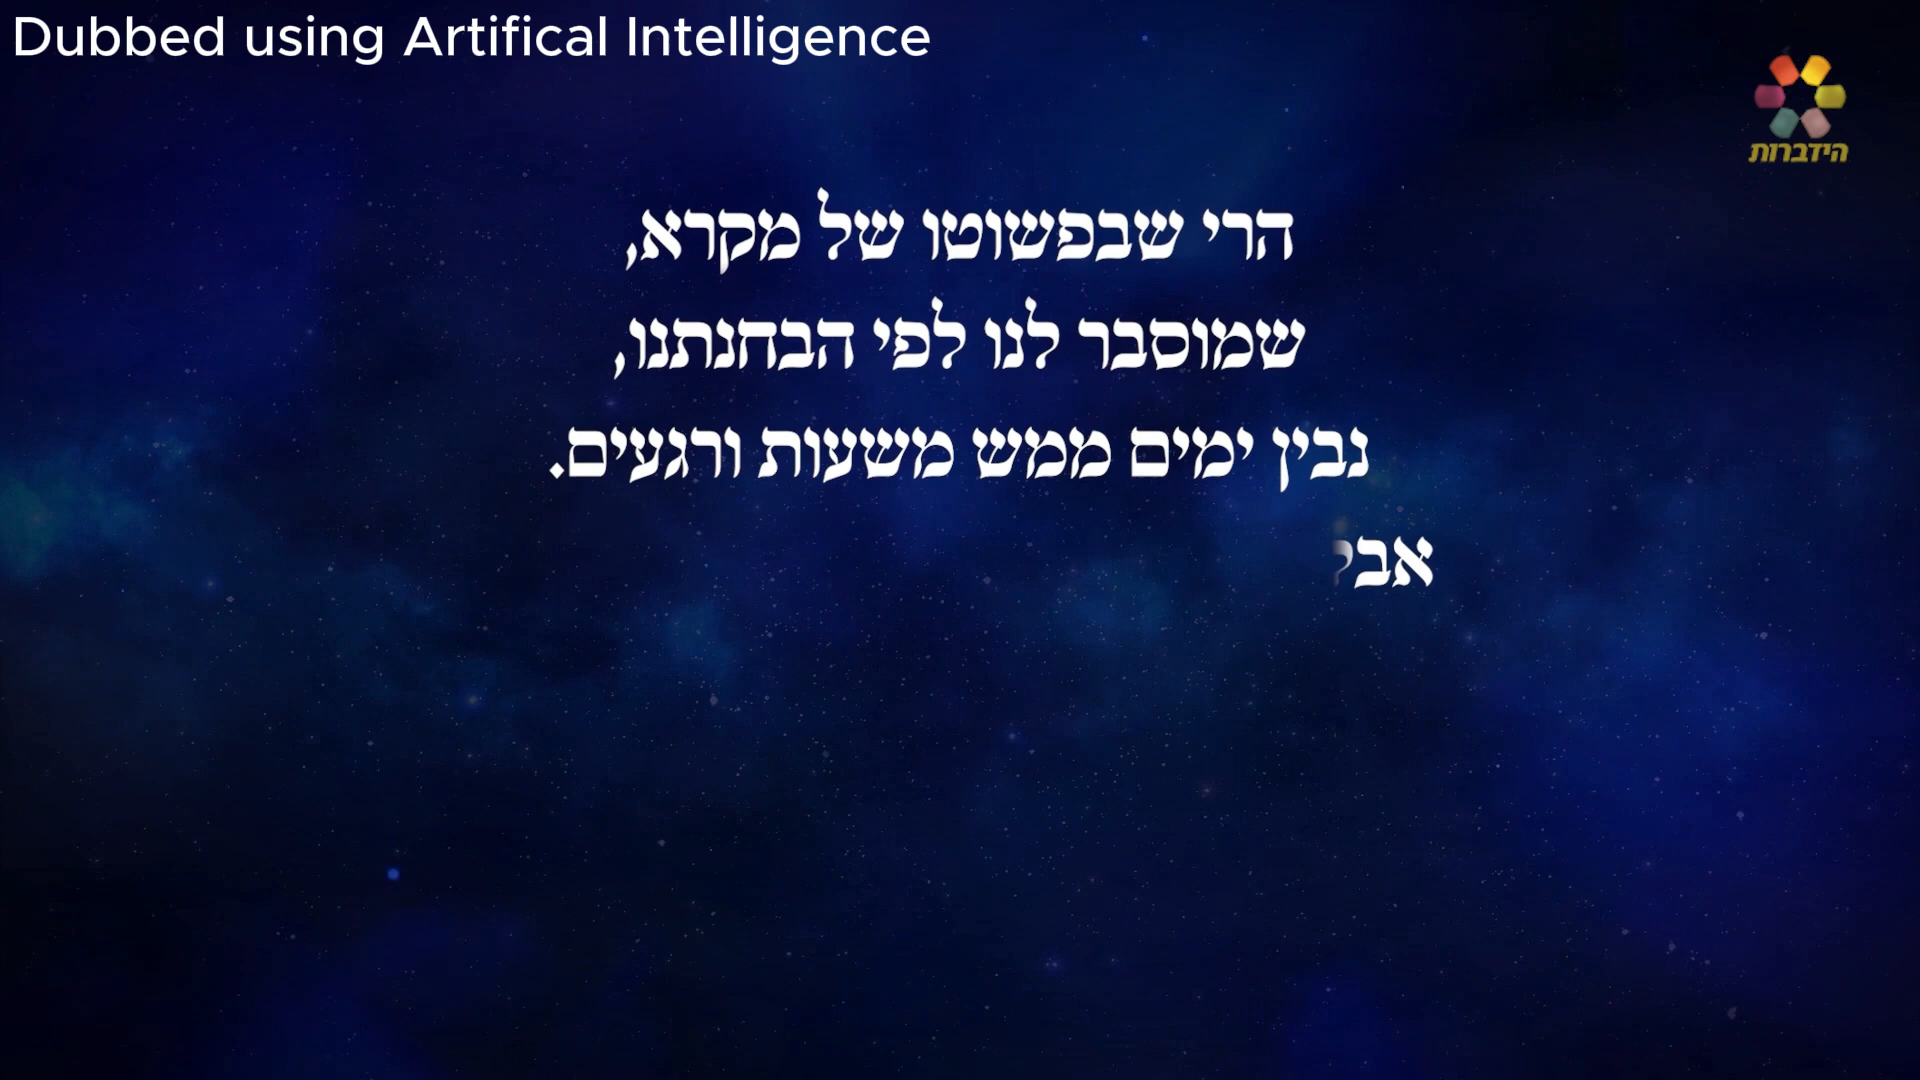 Dubbed using Artifical Intelligence
הידברות
הרי שבפשוטו של מקרא,
שמוסבר לנו לפי הבחנתנו,
נבין ימים ממש משעות ורגעים.